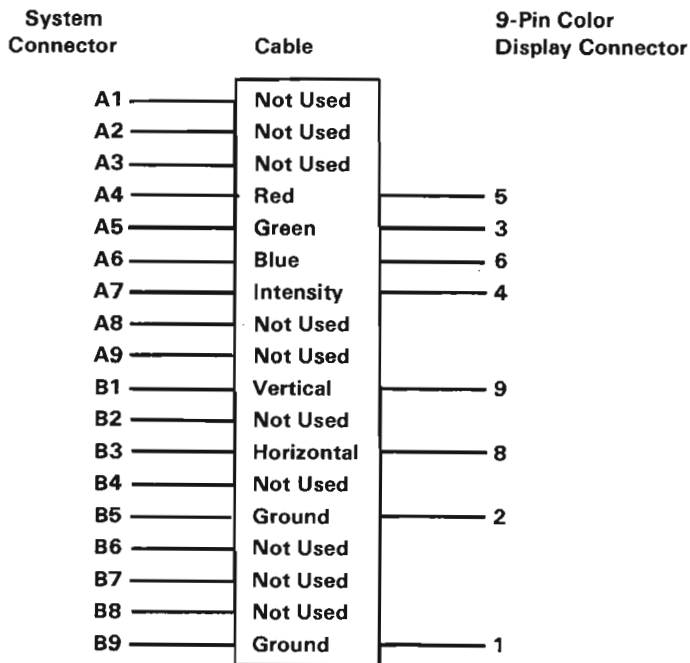 System Connector
Cable
9-Pin Color Display Connector
A1 Not Used
A2 Not Used
A3 Not Used
A4 Red 5
A5 Green 3
A6 Blue 6
A7 Intensity 4
A8 Not Used
A9 Not Used
B1 Vertical 9
B2 Not Used
B3 Horizontal 8
B4 Not Used
B5 Ground 2
B6 Not Used
B7 Not Used
B8 Not Used
B9 Ground 1